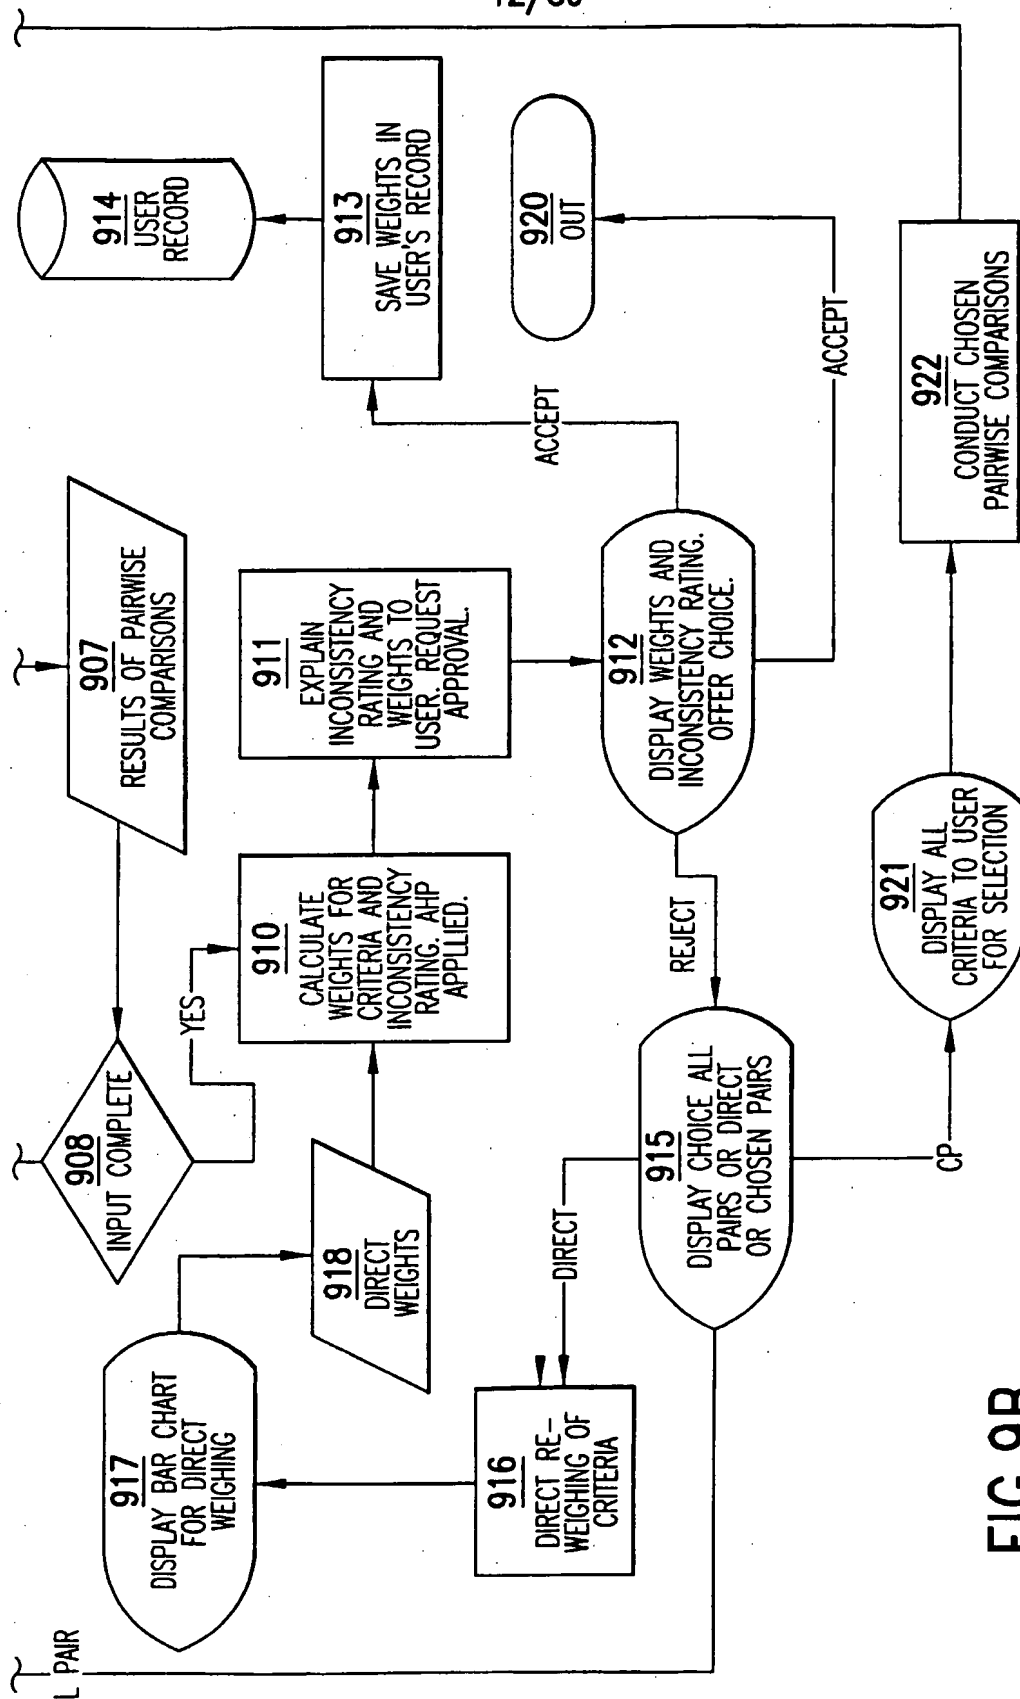 907
RESULTS OF PAIRWISE
COMPARISONS
908
INPUT COMPLETE
YES
910
CALCULATE
WEIGHTS FOR
CRITERIA AND
INCONSISTENCY
RATING. AHP
APPLLIED.
911
EXPLAIN
INCONSISTENCY
RATING AND
WEIGHTS TO
USER. REQUEST
APPROVAL.
912
DISPLAY WEIGHTS AND
INCONSISTENCY RATING.
OFFER CHOICE.
ACCEPT
913
SAVE WEIGHTS IN
USER'S RECORD
914
USER
RECORD
ACCEPT
920
OUT
REJECT
915
DISPLAY CHOICE ALL
PAIRS OR DIRECT
OR CHOSEN PAIRS
DIRECT
916
DIRECT RE-
WEIGHING OF
CRITERIA
917
DISPLAY BAR CHART
FOR DIRECT
WEIGHING
918
DIRECT
WEIGHTS
L PAIR
CP
921
DISPLAY ALL
CRITERIA TO USER
FOR SELECTION
922
CONDUCT CHOSEN
PAIRWISE COMPARISONS
FIG. 9B